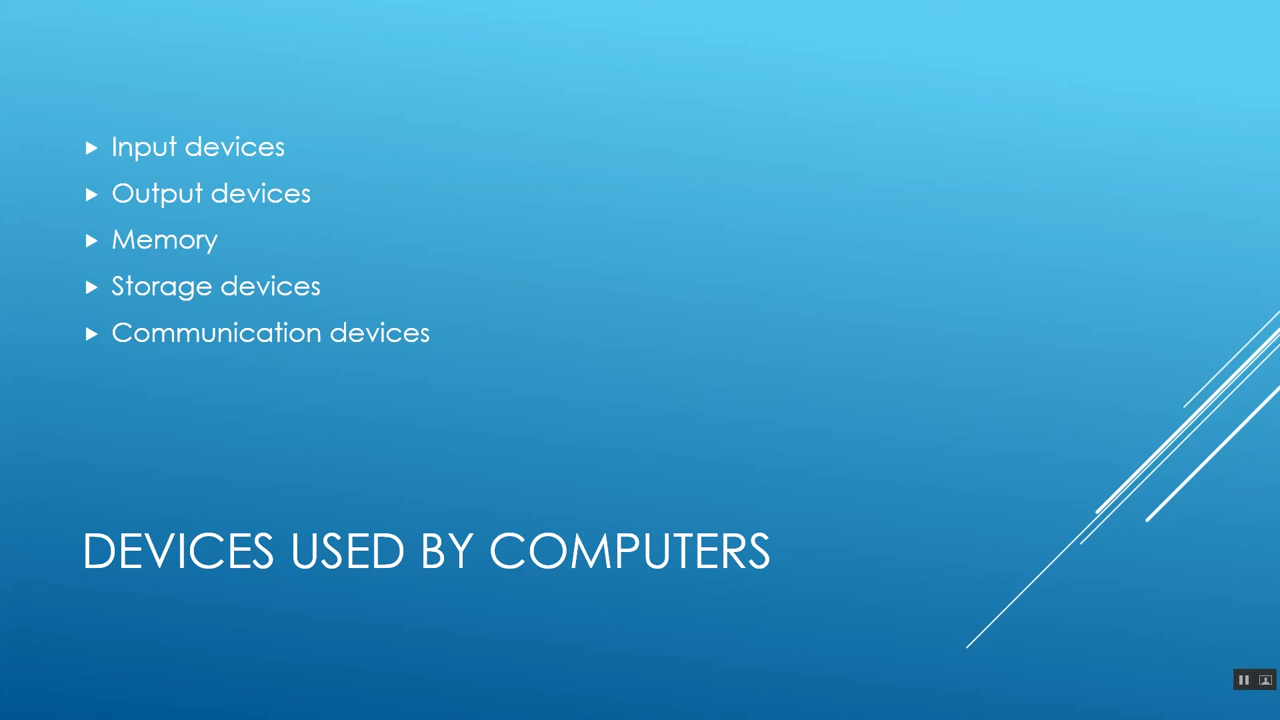 Input devices
Output devices
Memory
Storage devices
Communication devices
DEVICES USED BY COMPUTERS